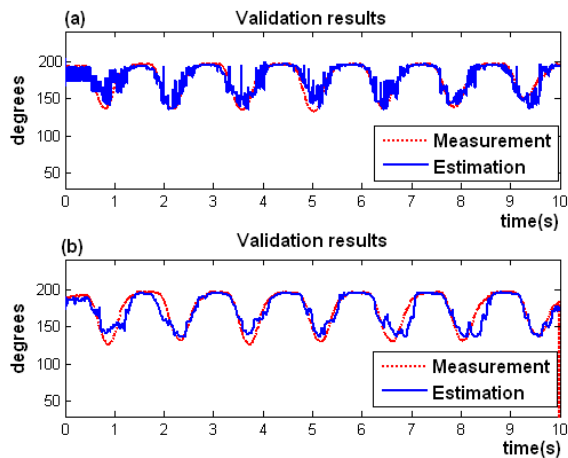 (a)
Validation results
degrees
200
150
100
50
Measurement
Estimation
0 1 2 3 4 5 6 7 8 9 10
time(s)
(b)
Validation results
degrees
200
150
100
50
Measurement
Estimation
0 1 2 3 4 5 6 7 8 9 10
time(s)